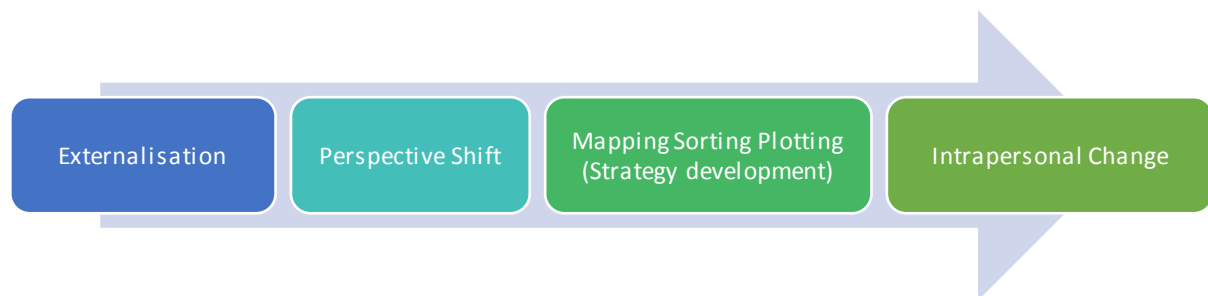 Externalisation
Perspective Shift
Mapping Sorting Plotting
(Strategy development)
Intrapersonal Change